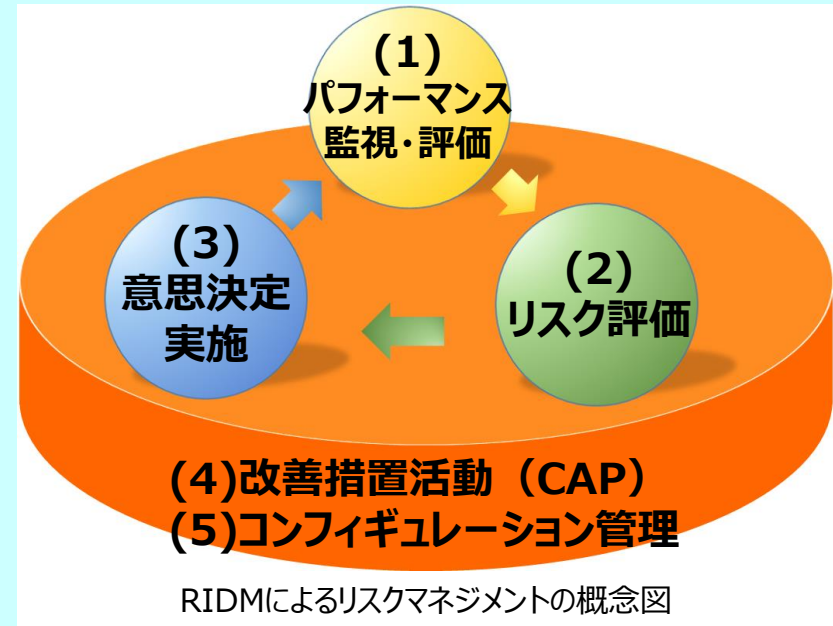 (1)
パフォーマンス
監視・評価
(3)
意思決定
実施
(2)
リスク評価
(4)改善措置活動（CAP）
(5)コンフィギュレーション管理
RIDMによるリスクマネジメントの概念図